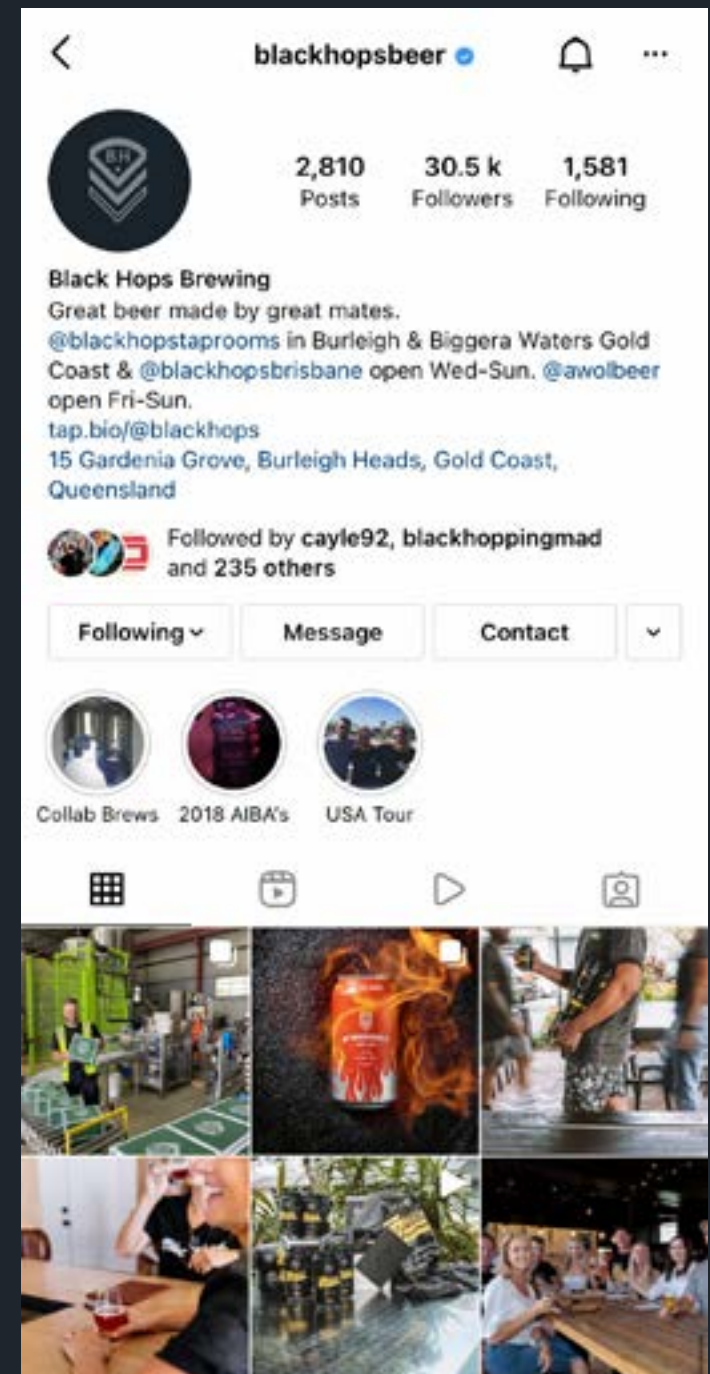 blackhopsbeer
BH
2,810
30.5 k
1,581
Posts
Followers
Following
Black Hops Brewing
Great beer made by great mates.
@blackhopstaprooms in Burleigh & Biggera Waters Gold
Coast & @blackhopsbrisbane open Wed-Sun. @awolbeer
open Fri-Sun.
tap.bio/@blackhops
15 Gardenia Grove, Burleigh Heads, Gold Coast,
Queensland
Followed by cayle92, blackhoppingmad
and 235 others
Following
Message
Contact
Collab Brews
2018 AIBA's
USA Tour